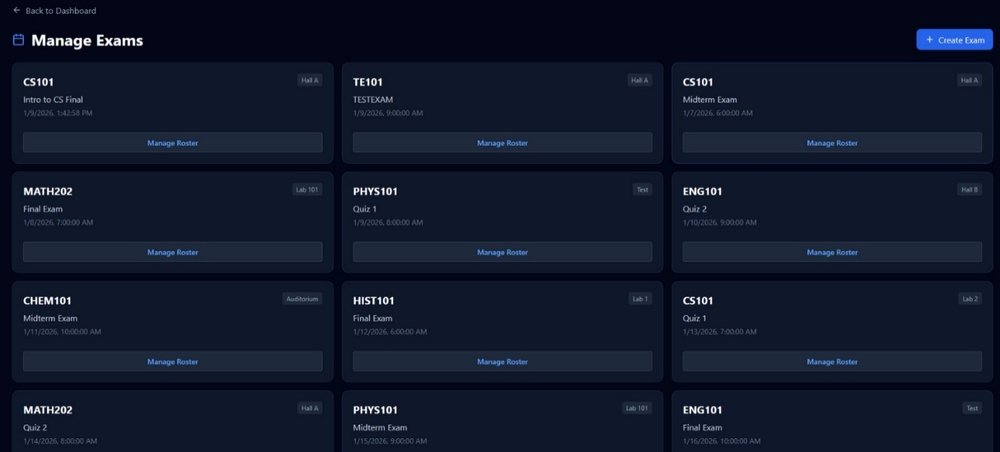 Back to Dashboard
Manage Exams
+ Create Exam
CS101
Hall A
Intro to CS Final
1/9/2026, 1:42:58 PM
Manage Roster
TE101
Hall A
TESTEXAM
1/9/2026, 9:00:00 AM
Manage Roster
CS101
Hall A
Midterm Exam
1/7/2026, 6:00:00 AM
Manage Roster
MATH202
Lab 101
Final Exam
1/8/2026, 7:00:00 AM
Manage Roster
PHYS101
Test
Quiz 1
1/9/2026, 8:00:00 AM
Manage Roster
ENG101
Hall B
Quiz 2
1/10/2026, 9:00:00 AM
Manage Roster
CHEM101
Auditorium
Midterm Exam
1/11/2026, 10:00:00 AM
Manage Roster
HIST101
Lab 1
Final Exam
1/12/2026, 6:00:00 AM
Manage Roster
CS101
Lab 2
Quiz 1
1/13/2026, 7:00:00 AM
Manage Roster
MATH202
Hall A
Quiz 2
1/14/2026, 8:00:00 AM
PHYS101
Lab 101
Midterm Exam
1/15/2026, 9:00:00 AM
ENG101
Test
Final Exam
1/16/2026, 10:00:00 AM